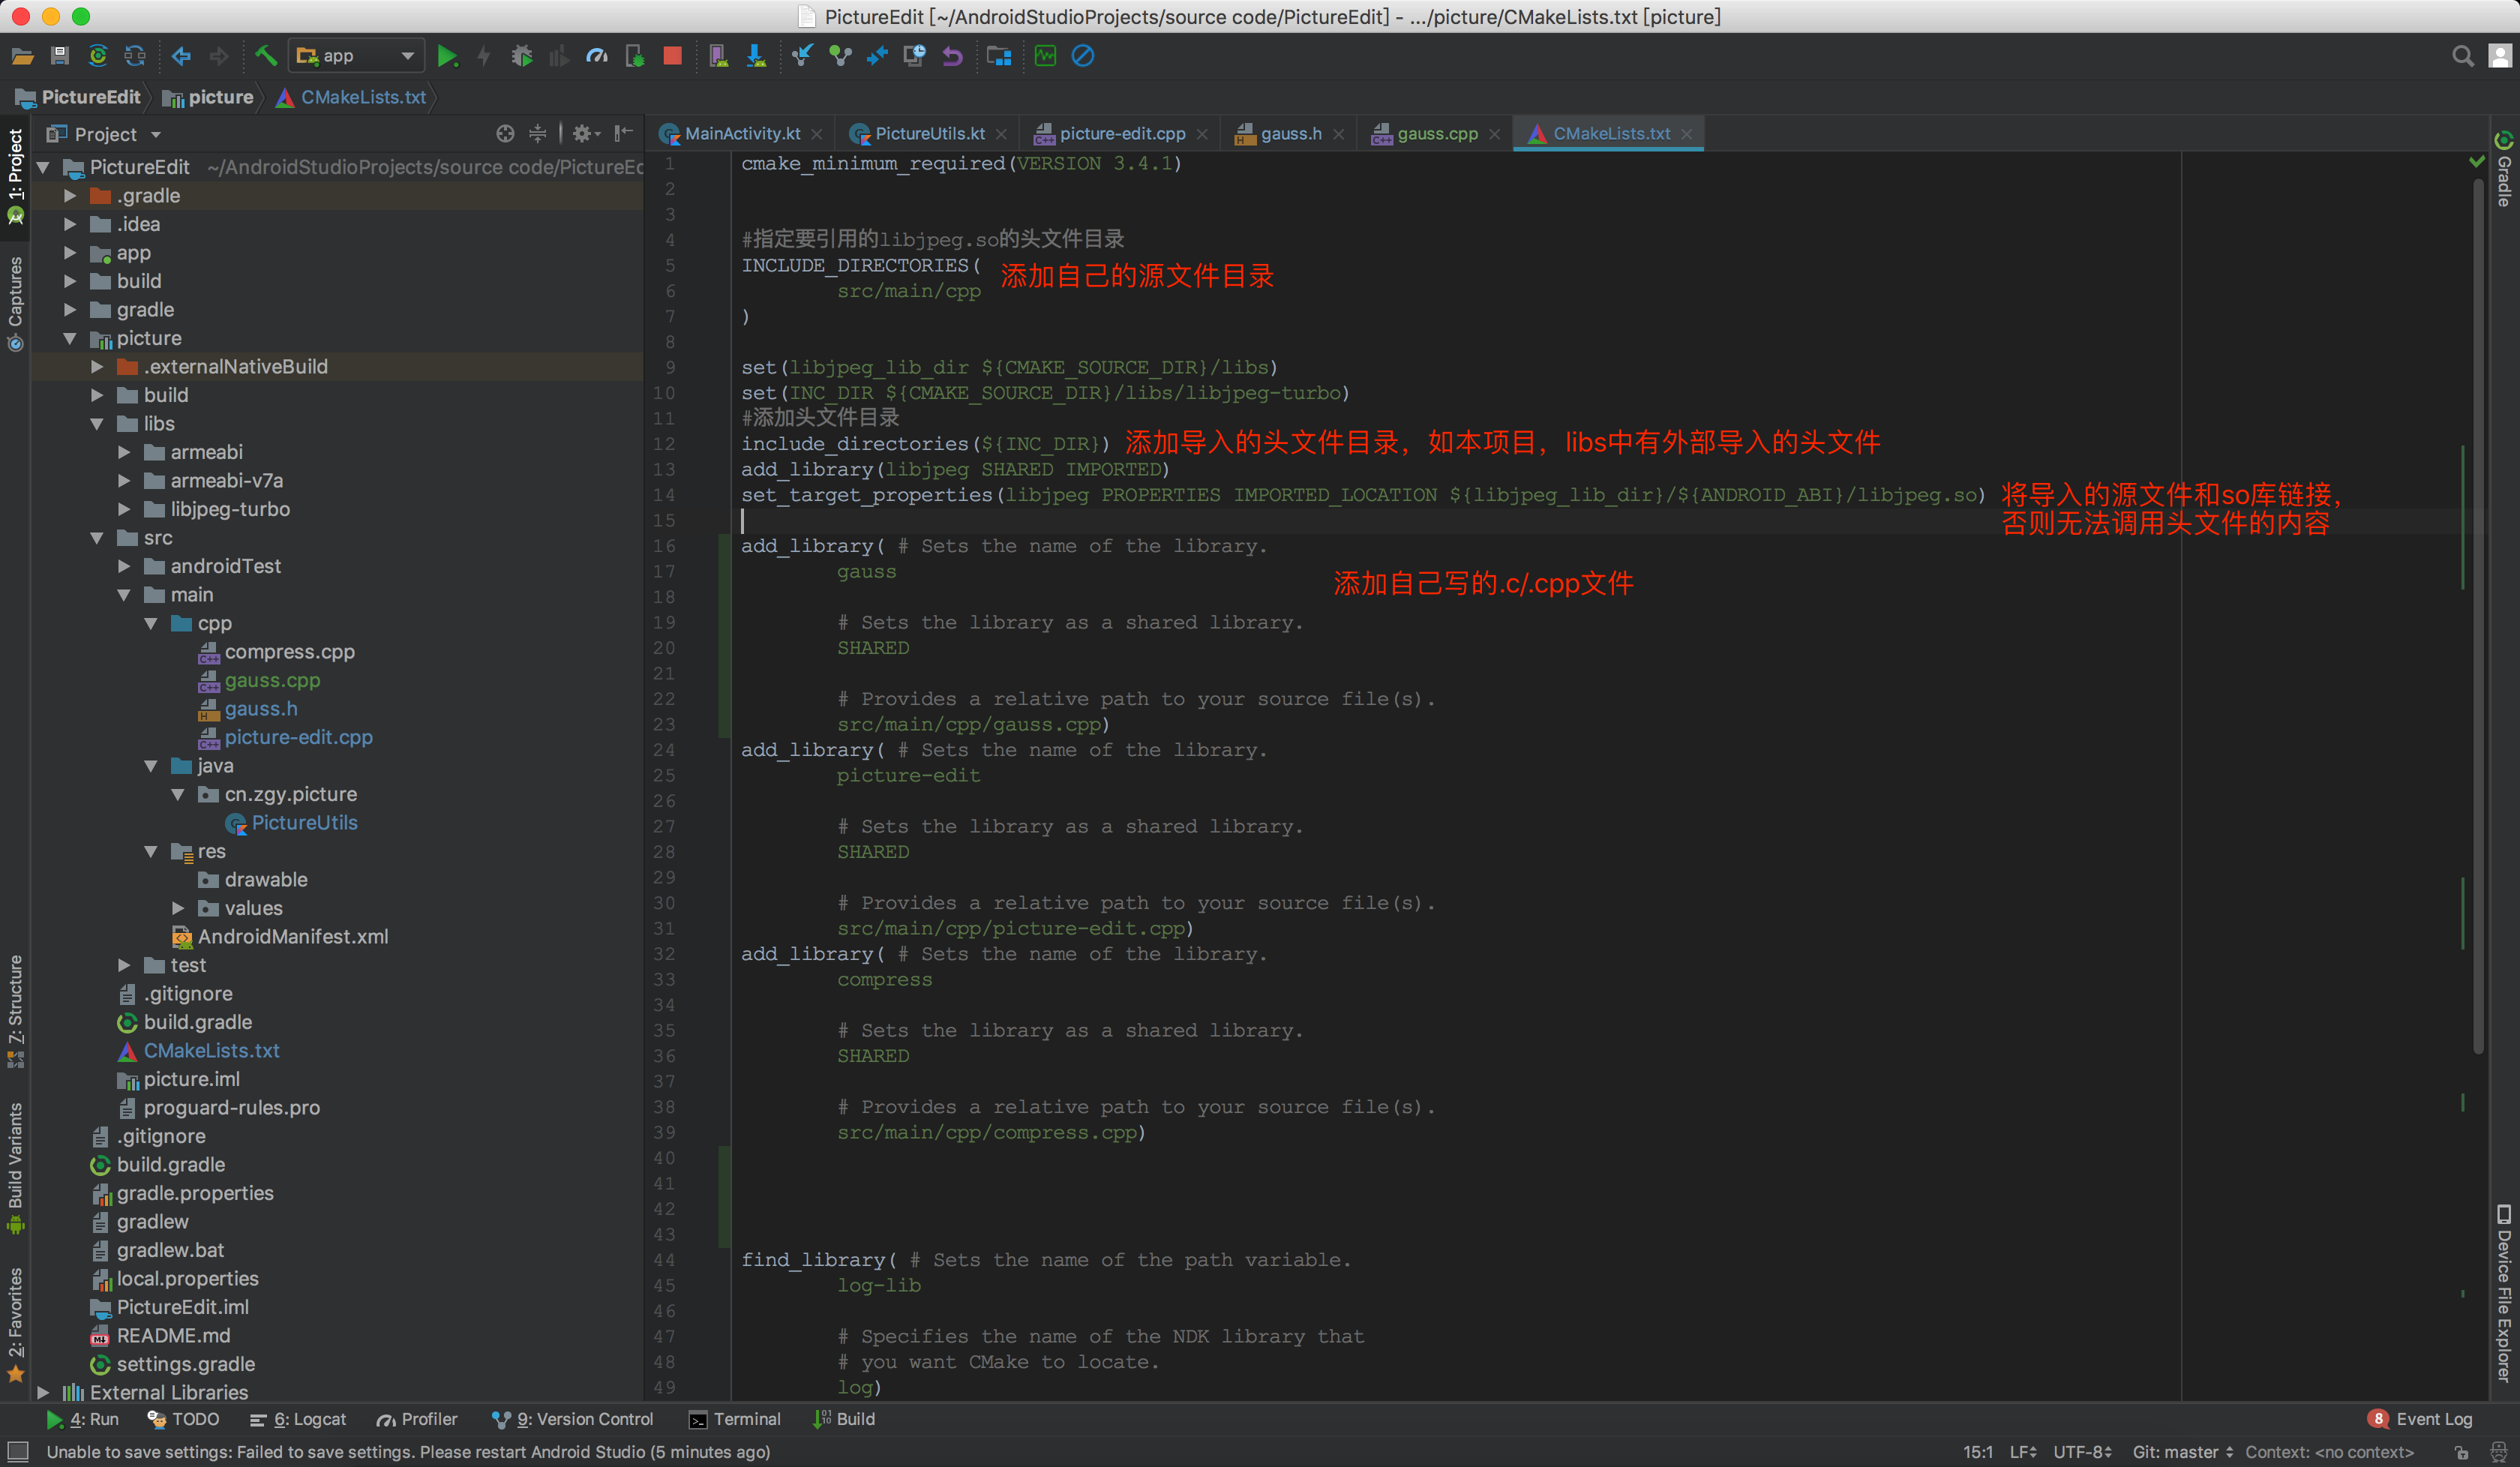 PictureEdit [~/AndroidStudioProjects/source code/PictureEdit] - .../picture/CMakeLists.txt [picture]
app
PictureEdit picture CMakeLists.txt
Project
MainActivity.kt PictureUtils.kt picture-edit.cpp gauss.h gauss.cpp CMakeLists.txt
1: Project
Captures
7: Structure
Build Variants
2: Favorites
PictureEdit ~/AndroidStudioProjects/source code/PictureEd
.gradle
.idea
app
build
gradle
picture
.externalNativeBuild
build
libs
armeabi
armeabi-v7a
libjpeg-turbo
src
androidTest
main
cpp
compress.cpp
gauss.cpp
gauss.h
picture-edit.cpp
java
cn.zgy.picture
PictureUtils
res
drawable
values
AndroidManifest.xml
test
.gitignore
build.gradle
CMakeLists.txt
picture.iml
proguard-rules.pro
.gitignore
build.gradle
gradle.properties
gradlew
gradlew.bat
local.properties
PictureEdit.iml
README.md
settings.gradle
External Libraries
1 cmake_minimum_required(VERSION 3.4.1)
2
3
4 #指定要引用的libjpeg.so的头文件目录
5 INCLUDE_DIRECTORIES( 添加自己的源文件目录
6 src/main/cpp
7 )
8
9 set(libjpeg_lib_dir ${CMAKE_SOURCE_DIR}/libs)
10 set(INC_DIR ${CMAKE_SOURCE_DIR}/libs/libjpeg-turbo)
11 #添加头文件目录
12 include_directories(${INC_DIR}) 添加导入的头文件目录，如本项目，libs中有外部导入的头文件
13 add_library(libjpeg SHARED IMPORTED)
14 set_target_properties(libjpeg PROPERTIES IMPORTED_LOCATION ${libjpeg_lib_dir}/${ANDROID_ABI}/libjpeg.so) 将导入的源文件和so库链接，
15 否则无法调用头文件的内容
16 add_library( # Sets the name of the library.
17 gauss 添加自己写的.c/.cpp文件
18
19 # Sets the library as a shared library.
20 SHARED
21
22 # Provides a relative path to your source file(s).
23 src/main/cpp/gauss.cpp)
24 add_library( # Sets the name of the library.
25 picture-edit
26
27 # Sets the library as a shared library.
28 SHARED
29
30 # Provides a relative path to your source file(s).
31 src/main/cpp/picture-edit.cpp)
32 add_library( # Sets the name of the library.
33 compress
34
35 # Sets the library as a shared library.
36 SHARED
37
38 # Provides a relative path to your source file(s).
39 src/main/cpp/compress.cpp)
40
41
42
43
44 find_library( # Sets the name of the path variable.
45 log-lib
46
47 # Specifies the name of the NDK library that
48 # you want CMake to locate.
49 log)
Gradle
Device File Explorer
4: Run TODO 6: Logcat Profiler 9: Version Control Terminal Build 8 Event Log
Unable to save settings: Failed to save settings. Please restart Android Studio (5 minutes ago) 15:1 LF UTF-8 Git: master Context: <no context>